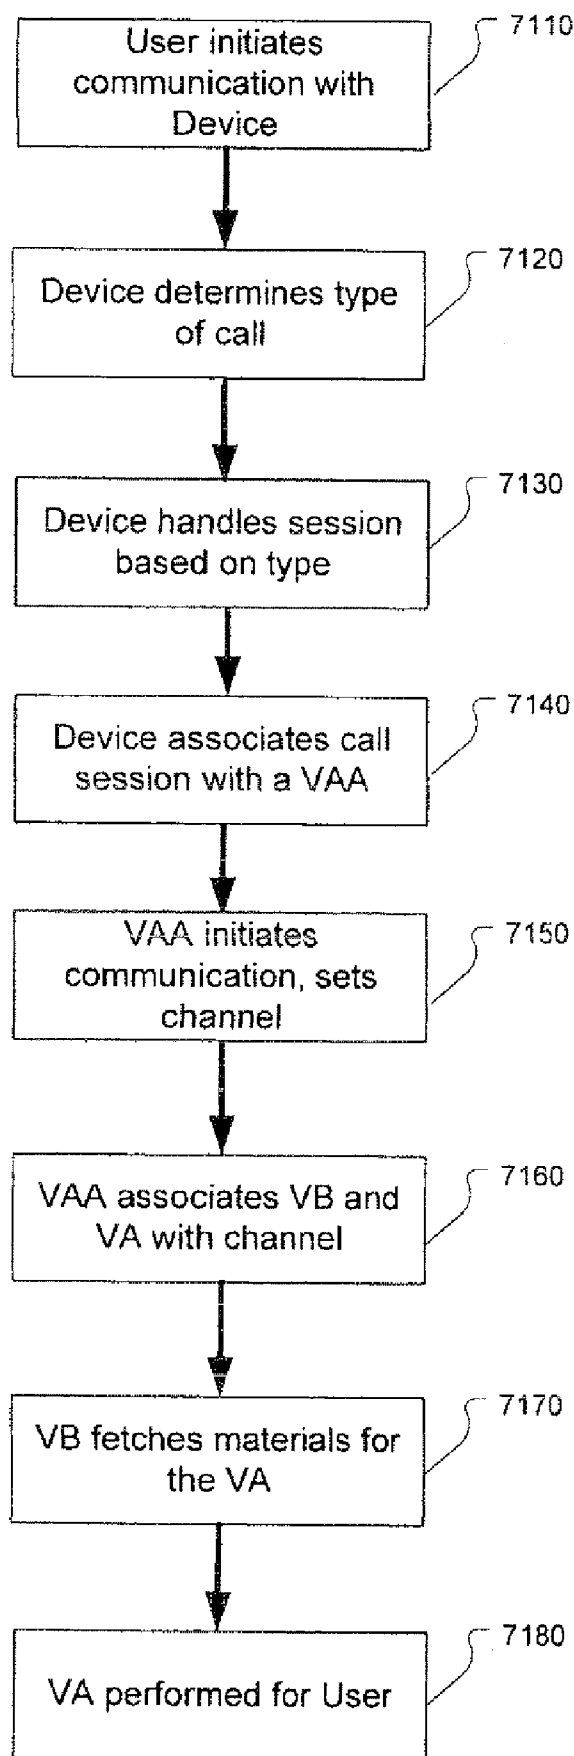 User initiates
communication with
Device
7110
Device determines type
of call
7120
Device handles session
based on type
7130
Device associates call
session with a VAA
7140
VAA initiates
communication, sets
channel
7150
VAA associates VB and
VA with channel
7160
VB fetches materials for
the VA
7170
VA performed for User
7180